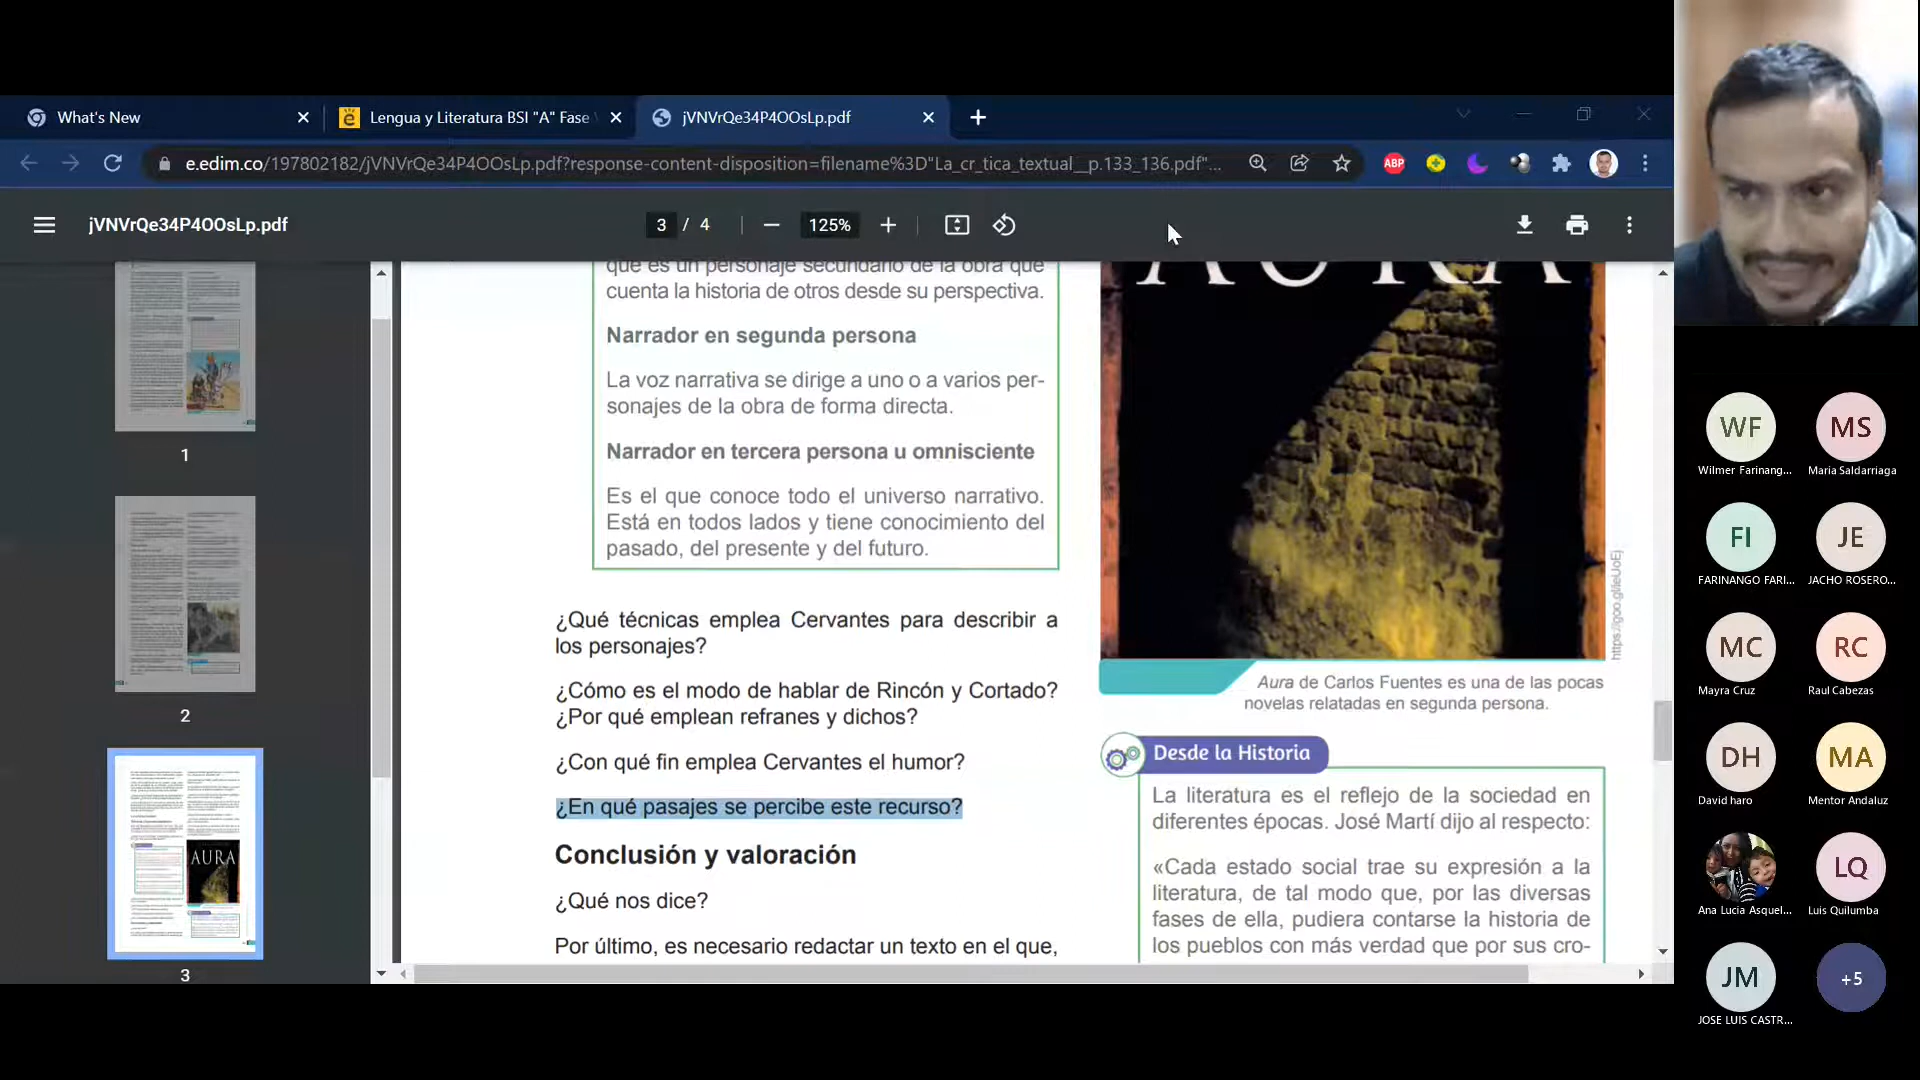 What's New
Lengua y Literatura BSI "A" Fase
jVNVrQe34P4OOsLp.pdf
e.edim.co/197802182/jVNVrQe34P4OOsLp.pdf?response-content-disposition=filename%3D"La_cr_tica_textual__p.133_136.pdf"...
ABP
jVNVrQe34P4OOsLp.pdf
3 / 4
125%
1
2
3
AURA
que es un personaje secundario de la obra que
cuenta la historia de otros desde su perspectiva.
Narrador en segunda persona
La voz narrativa se dirige a uno o a varios per-
sonajes de la obra de forma directa.
Narrador en tercera persona u omnisciente
Es el que conoce todo el universo narrativo.
Está en todos lados y tiene conocimiento del
pasado, del presente y del futuro.
¿Qué técnicas emplea Cervantes para describir a
los personajes?
¿Cómo es el modo de hablar de Rincón y Cortado?
¿Por qué emplean refranes y dichos?
¿Con qué fin emplea Cervantes el humor?
¿En qué pasajes se percibe este recurso?
Conclusión y valoración
¿Qué nos dice?
Por último, es necesario redactar un texto en el que,
AURA
Aura de Carlos Fuentes es una de las pocas
novelas relatadas en segunda persona.
Desde la Historia
La literatura es el reflejo de la sociedad en
diferentes épocas. José Martí dijo al respecto:
«Cada estado social trae su expresión a la
literatura, de tal modo que, por las diversas
fases de ella, pudiera contarse la historia de
los pueblos con más verdad que por sus cro-
WF
Wilmer Farinang...
MS
Maria Saldarriaga
FI
FARINANGO FARI...
JE
JACHO ROSERO...
MC
Mayra Cruz
RC
Raul Cabezas
DH
David haro
MA
Mentor Andaluz
Ana Lucia Asquel...
LQ
Luis Quilumba
JM
JOSE LUIS CASTR...
+5